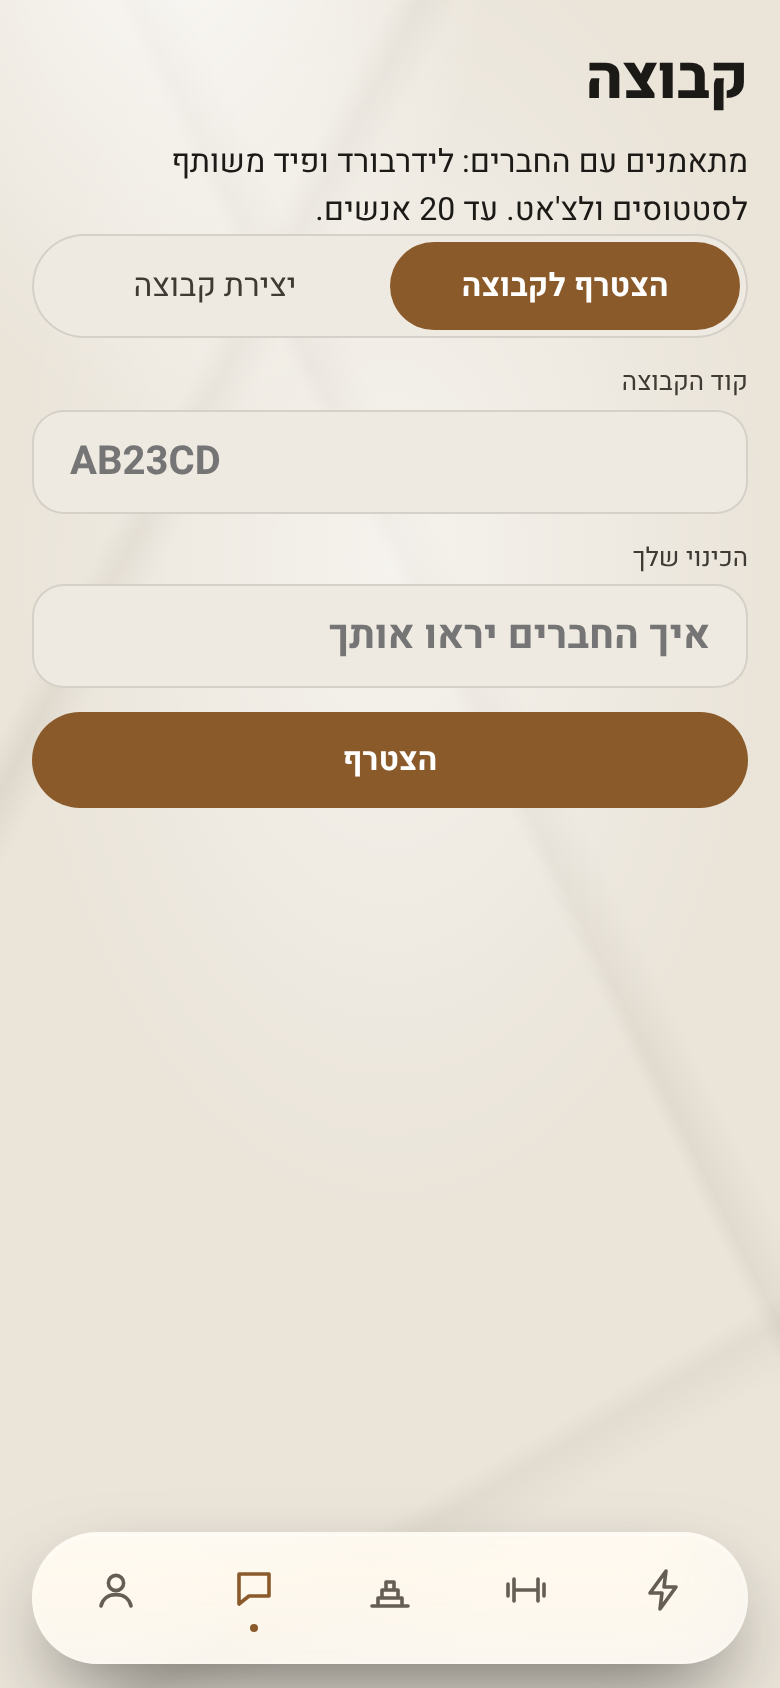 קבוצה
מתאמנים עם החברים: לידרבורד ופיד משותף
לסטטוסים ולצ'אט. עד 20 אנשים.
הצטרף לקבוצה
יצירת קבוצה
קוד הקבוצה
AB23CD
הכינוי שלך
איך החברים יראו אותך
הצטרף